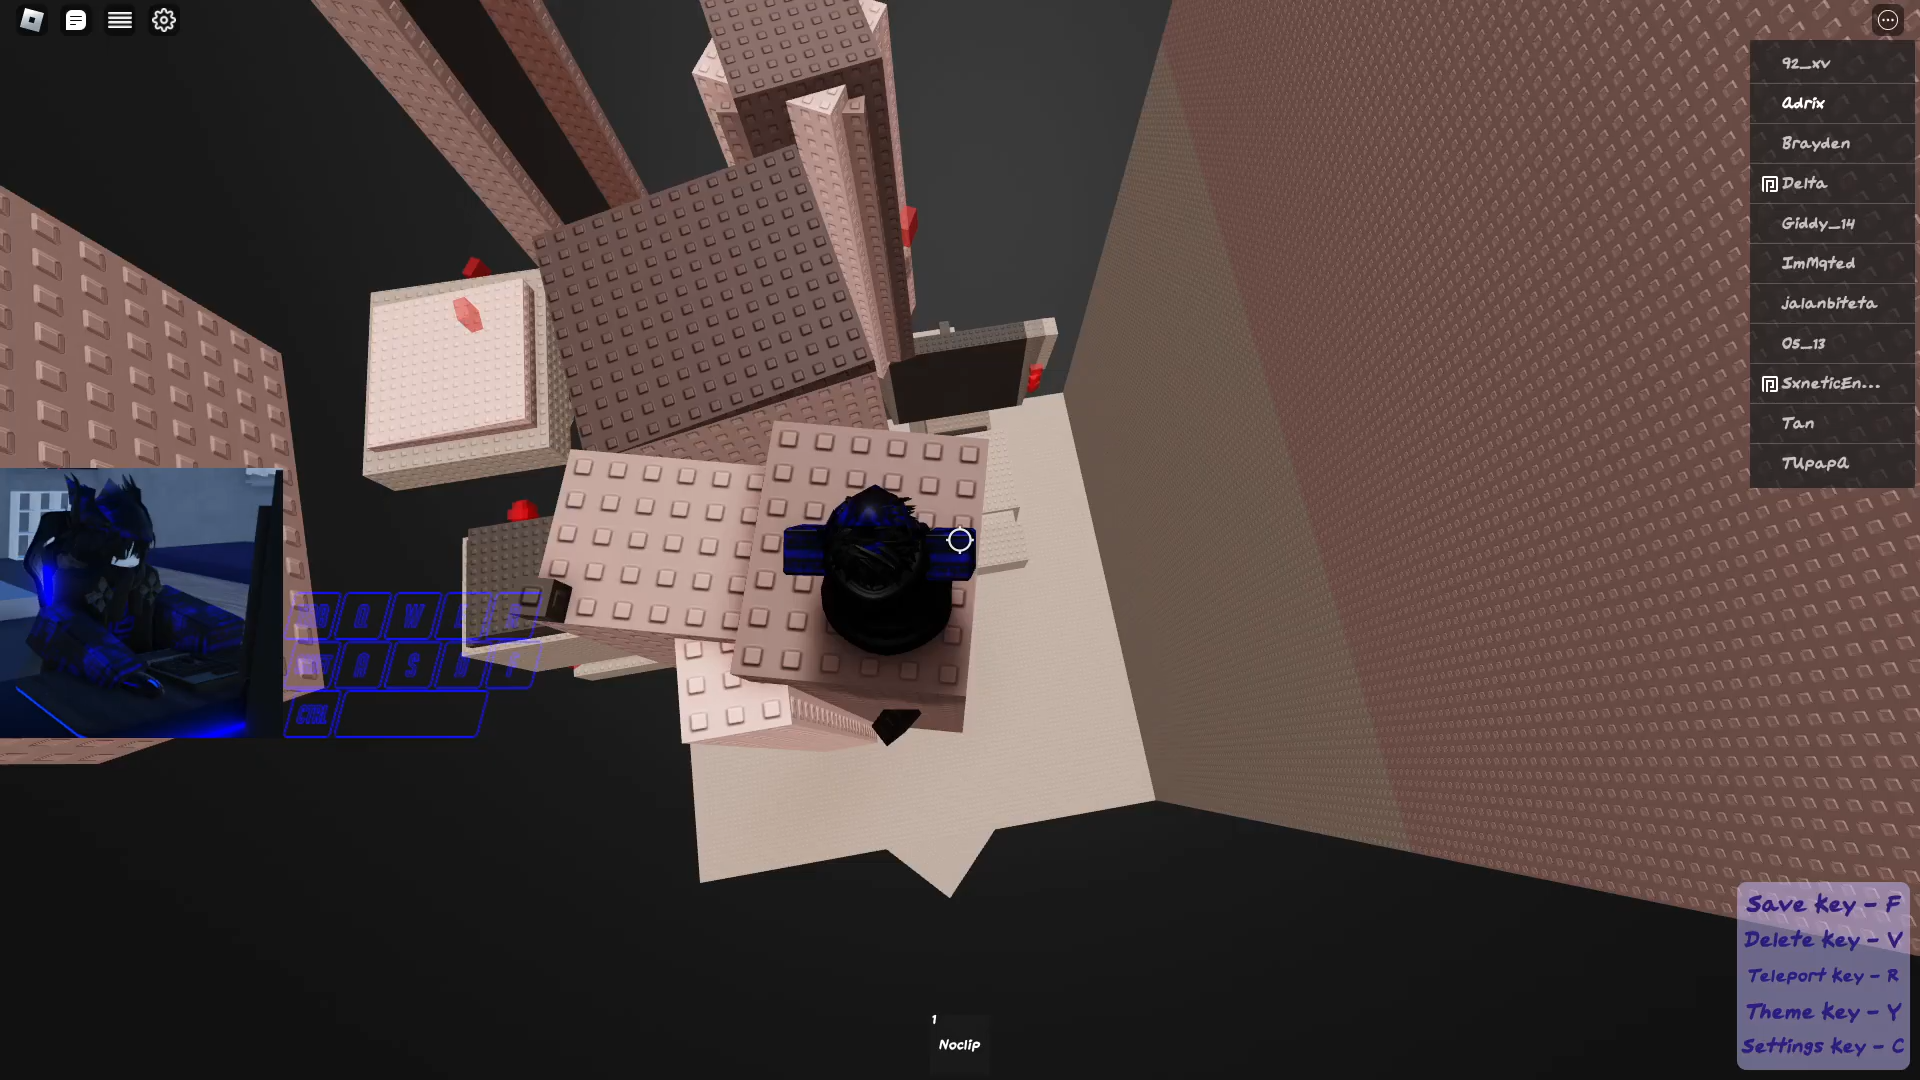 92_xv
Adrix
Brayden
Delta
Giddy_14
ImMqted
jalanbiteta
Os_13
SxneticEn...
Tan
TUpapA
W
A S
CTRL
Save key - F
Delete key - V
Teleport key - R
Theme key - Y
Settings key - C
1
Noclip